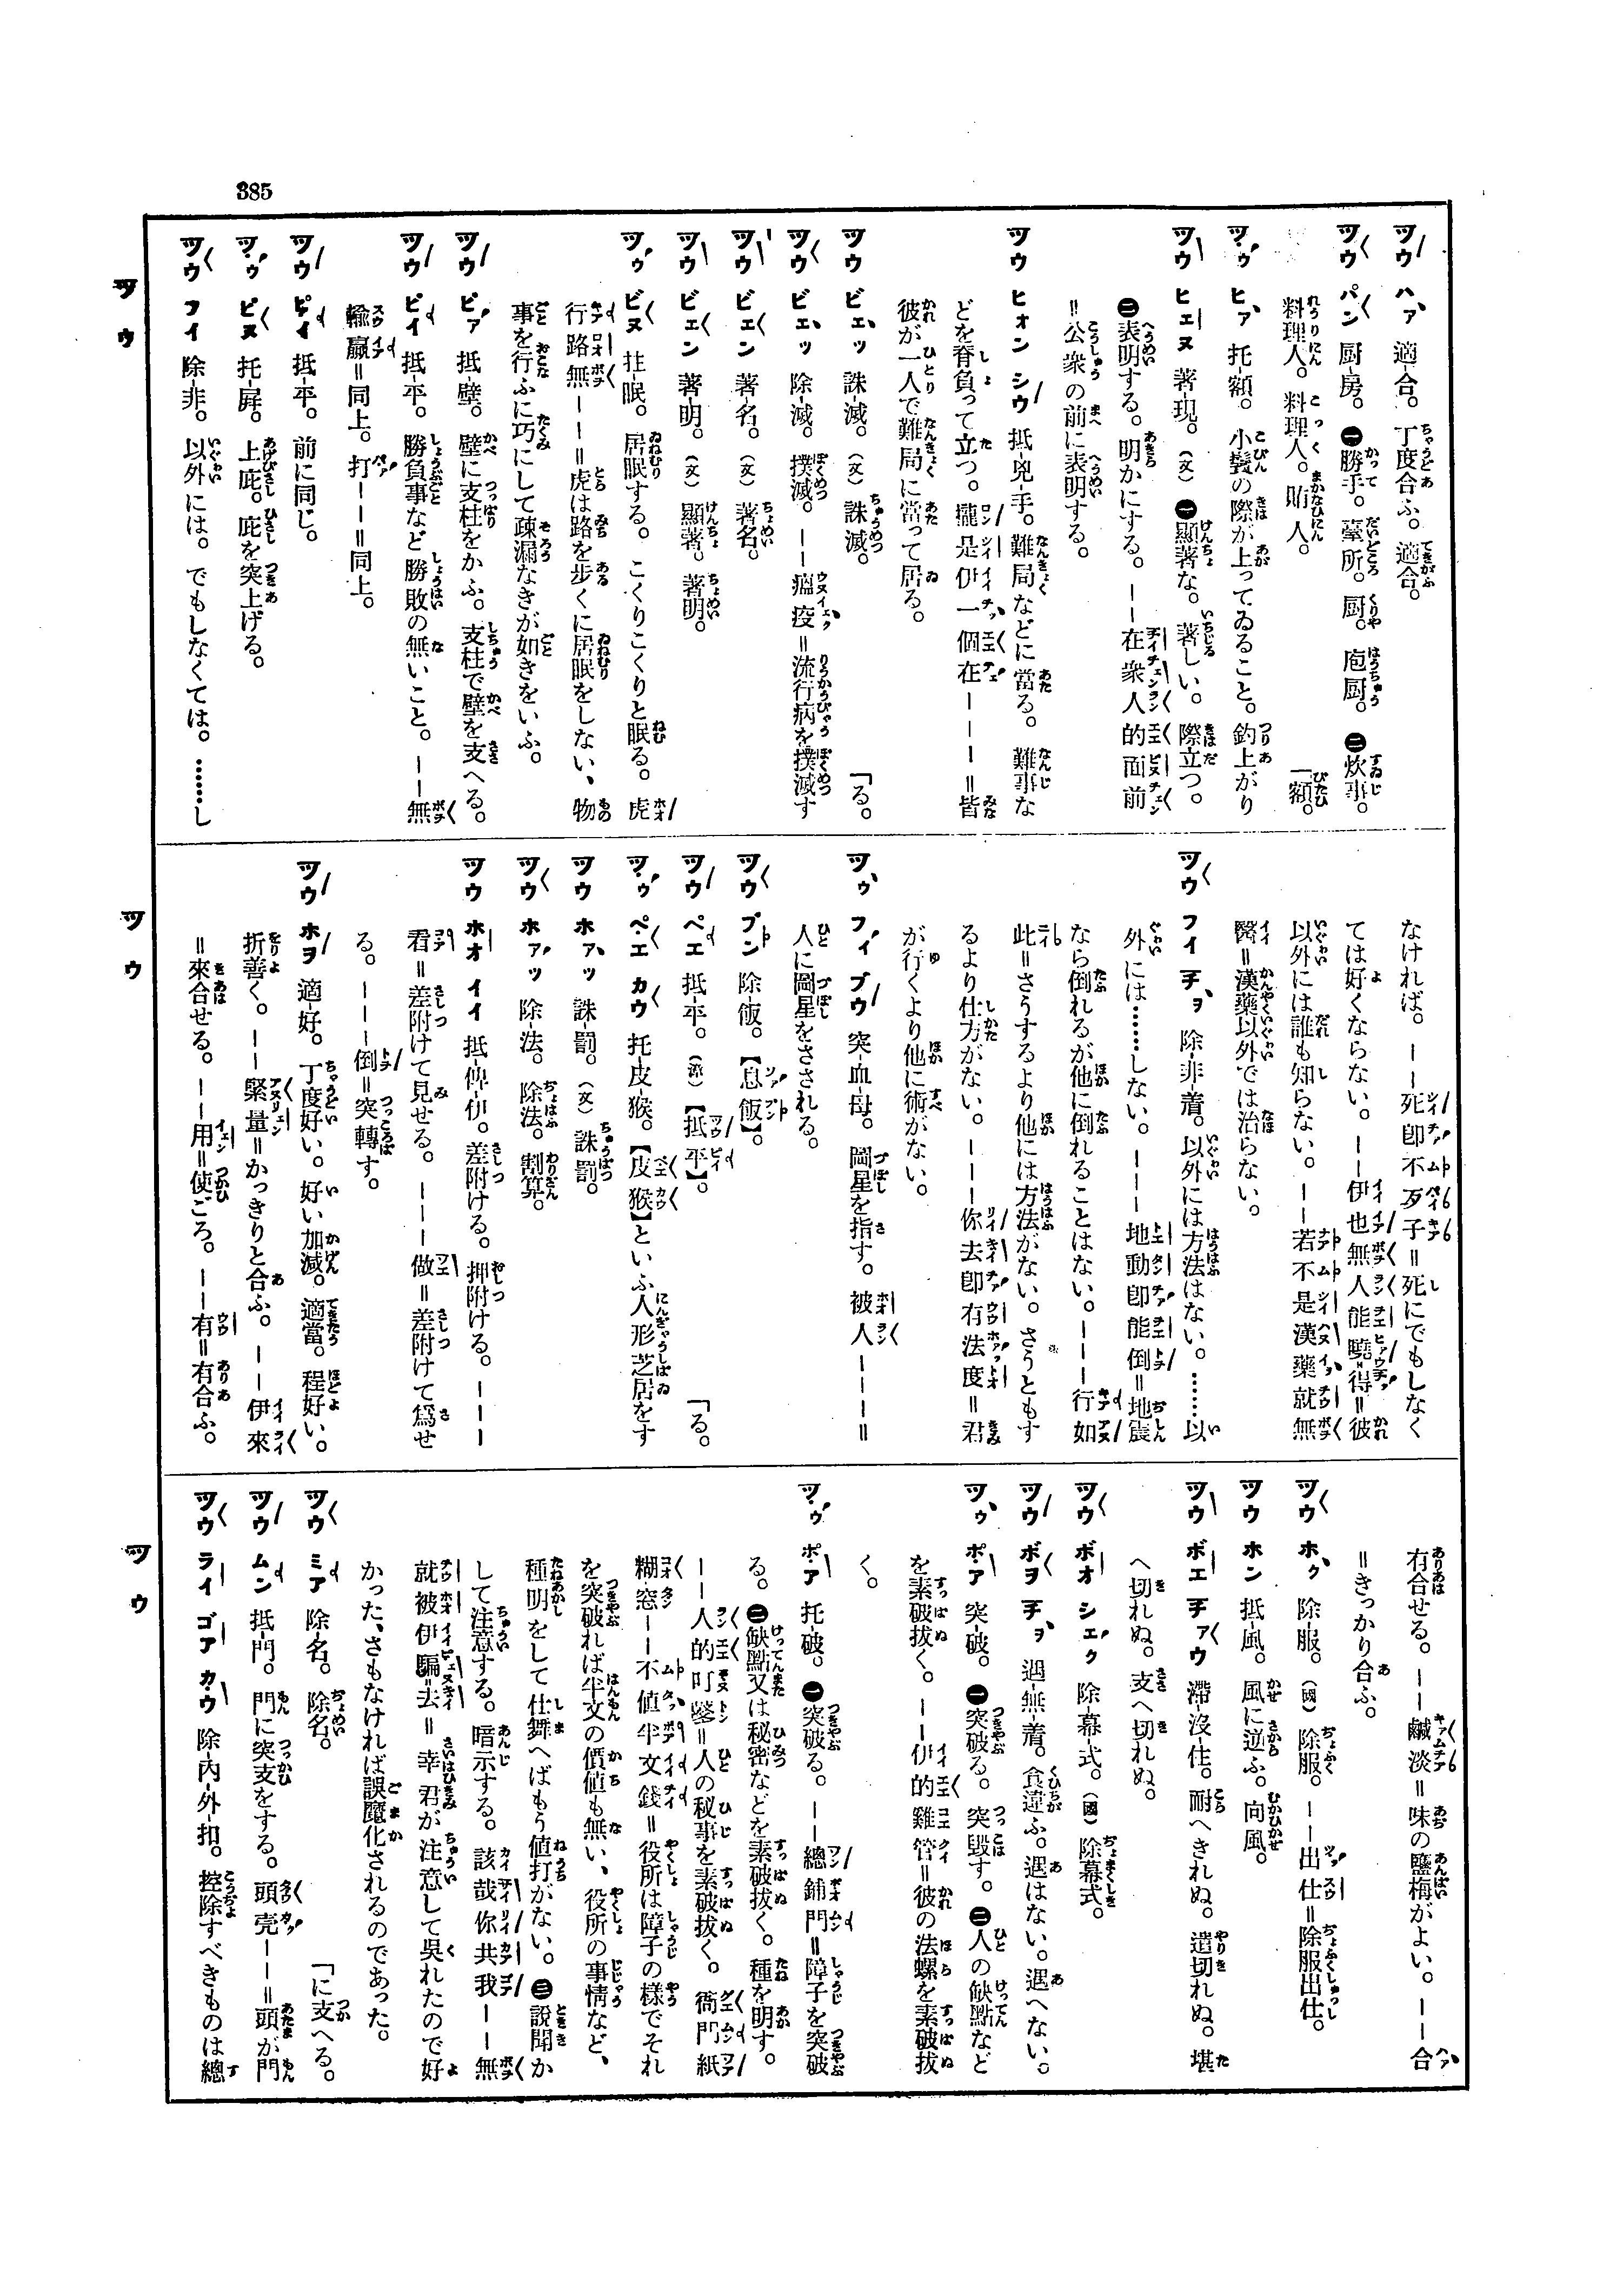 385
ツウ ハァ 適-合。丁度合ふ。適合。
ツウ パン 厨-房。㊀勝手。臺所。厨。庖厨。㊁炊事。
料理人。料理人。賄人。
ツウ ヒァ 托-額。小鬢の際が上ってゐること。釣上がり
「額。
ツウ ヒェヌ 著-現。(文)㊀顯著な。著しい。際立つ。
㊁表明する。明かにする。——在衆人的面前
=公衆の前に表明する。
ツウ ヒォン シウ 抵-兇-手。難局などに當る。難事な
どを脊負って立つ。攏是伊一個在———=皆
彼が一人で難局に當って居る。
ツウ ビェッ 誅-滅。(文)誅滅。
「る。
ツウ ビェッ 除-滅。撲滅。——瘟疫=流行病を撲滅す
ツウ ビェン 著-名。(文)著名。
ツウ ビェン 著-明。(文)顯著。著明。
ツウ ビヌ 拄-眠。居眠する。こくりこくりと眠る。虎
行路無——=虎は路を步くに居眠をしない、物
事を行ふに巧にして疎漏なきが如きをいふ。
ツウ ピァ 抵-壁。壁に支柱をかふ。支柱で壁を支へる。
ツウ ピイ 抵-平。勝負事など勝敗の無いこと。——無
輸贏=同上。打——=同上。
ツウ ピイ 抵-平。前に同じ。
ツウ ピヌ 托-屛。上庇。庇を突上げる。
ツウ フイ 除-非。以外には。でもしなくては。……し
ツウ
なければ。——死卽不歹子=死にでもしなく
ては好くならない。——伊也無人能曉得=彼
以外には誰も知らない。——若不是漢藥就無
醫=漢藥以外では治らない。
ツウ フイ チョ 除-非-着。以外には方法はない。……以
外には……しない。———地動卽能倒=地震
なら倒れるが他に倒れることはない。———行如
此=さうするより他には方法がない。さうともす
るより仕方がない。———你去卽有法度=君
が行くより他に術がない。
ツウ フィ ブウ 突-血-母。圖星を指す。被人———=
人に圖星をさされる。
ツウ プン 除-飯。【息飯】。
ツウ ペエ 抵-平。(漳)【抵平】。
「る。
ツウ ペエ カウ 托-皮-猴。【皮猴】といふ人形芝居をす
ツウ ホァッ 誅-罰。(文)誅罰。
ツウ ホァッ 除-法。除法。割算。
ツウ ホオ イイ 抵-俾-伊。差附ける。押附ける。———
看=差附けて見せる。———做=差附けて爲せ
る。———倒=突轉す。
ツウ ホヲ 適-好。丁度好い。好い加減。適當。程好い。
折善く。——緊量=かっきりと合ふ。——伊來
=來合せる。——用=使ごろ。——有=有合ふ。
ツウ
有合せる。——鹹淡=味の鹽梅がよい。——合
=きっかり合ふ。
ツウ ホク 除-服。(國)除服。——出仕=除服出仕。
ツウ ホン 抵-風。風に逆ふ。向風。
ツウ ボエ チァウ 滯-沒-住。耐へきれぬ。遣切れぬ。堪
へ切れぬ。支へ切れぬ。
ツウ ボオ シェク 除-幕-式。(國)除幕式。
ツウ ボヲ チョ 遇-無-着。食違ふ。遇はない。遇へない。
ツウ ポア 突-破。㊀突破る。突毀す。㊁人の缺點など
を素破拔く。——伊的雞管=彼の法螺を素破拔
く。
ツウ ポア 托-破。㊀突破る。——總鋪門=障子を突破
る。㊁缺點又は秘密などを素破拔く。種を明す。
——人的=人の秘事を素破拔く。衙門紙
糊窓——不値半文錢=役所は障子の樣でそれ
を突破れば半文の價値も無い、役所の事情など、
種明をして仕舞へばもう値打がない。㊂說聞か
して注意する。暗示する。該哉你共我——無
就被伊騙去=幸君が注意して吳れたので好
かった、さもなければ誤魔化されるのであった。
ツウ ミア 除-名。除名。
「に支へる。
ツウ ムン 抵-門。門に突支をする。頭壳——=頭が門
ツウ ライ ゴア カウ 除-內-外-扣。控除すべきものは總
ツウ